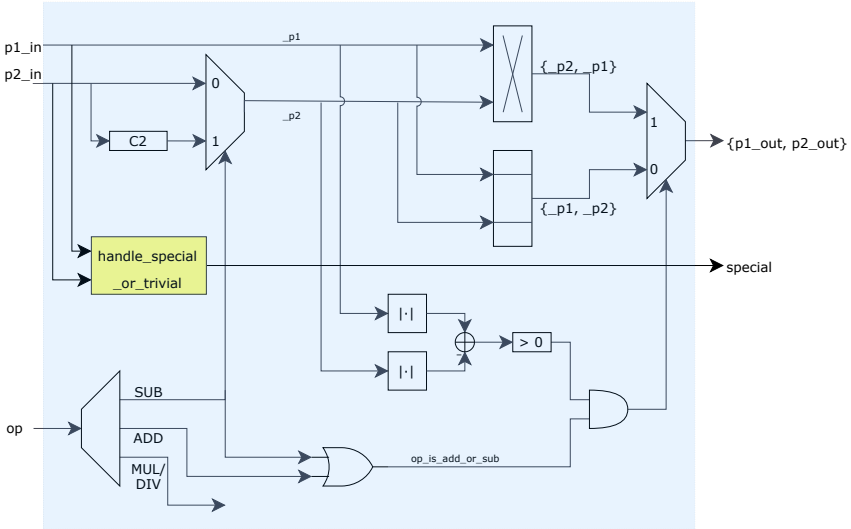 p1_in
_p1
p2_in
0
{_p2, _p1}
_p2
1
C2
1
{p1_out, p2_out}
0
{_p1, _p2}
handle_special
_or_trivial
special
|·|
-
> 0
|·|
SUB
op
ADD
op_is_add_or_sub
MUL/
DIV